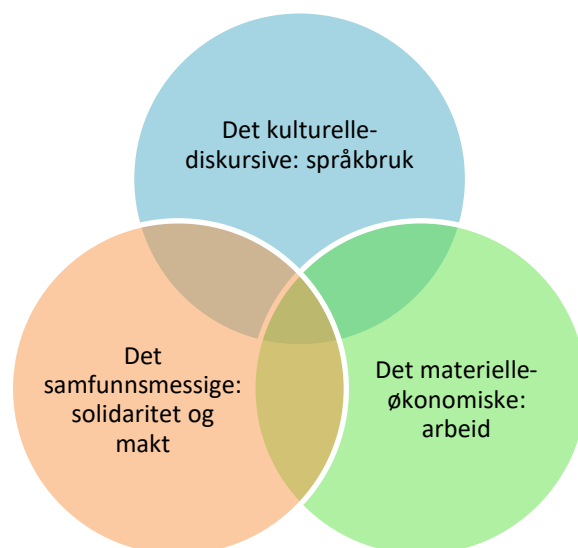 Det kulturelle-
diskursive: språkbruk
Det
samfunnsmessige:
solidaritet og
makt
Det materielle-
økonomiske:
arbeid